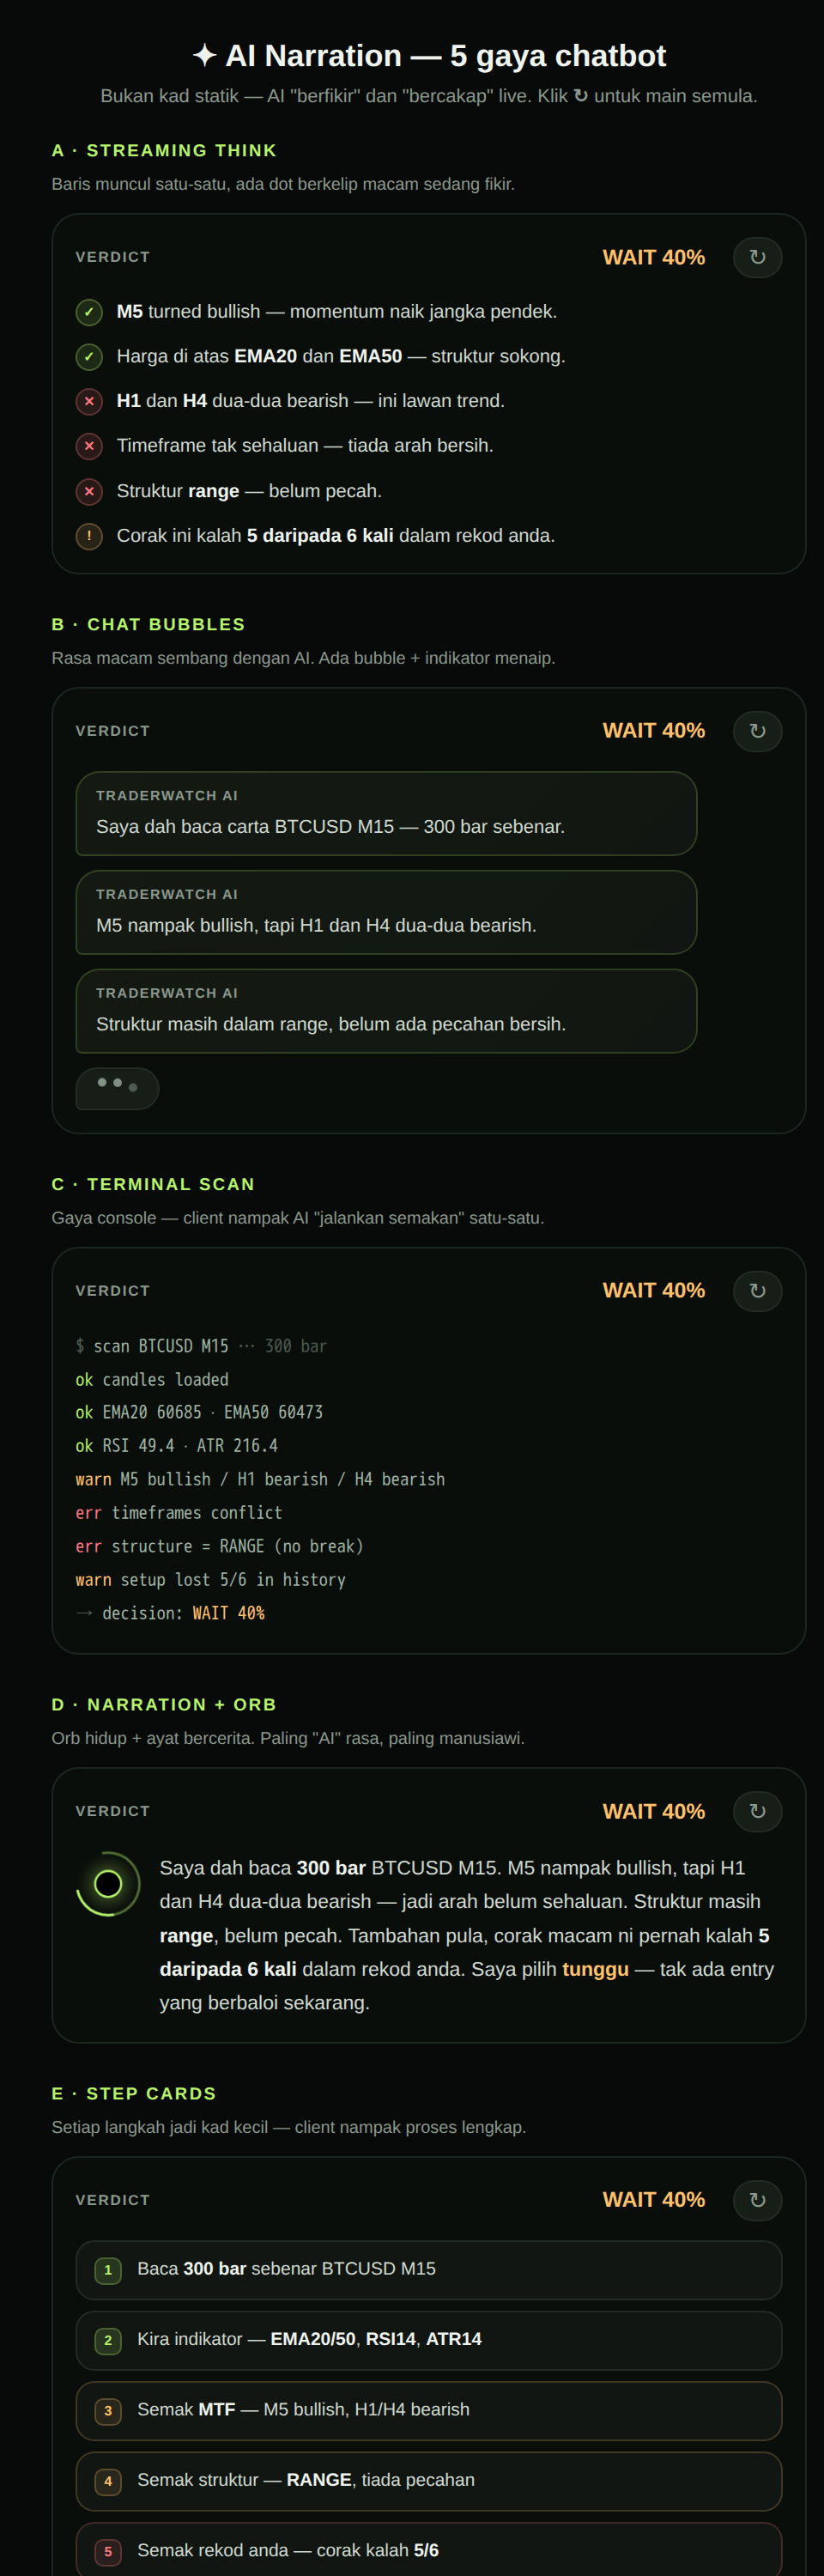 ✦ AI Narration — 5 gaya chatbot
Bukan kad statik — AI "berfikir" dan "bercakap" live. Klik ↻ untuk main semula.
A · STREAMING THINK
Baris muncul satu-satu, ada dot berkelip macam sedang fikir.
VERDICT WAIT 40% ↻
✓ M5 turned bullish — momentum naik jangka pendek.
✓ Harga di atas EMA20 dan EMA50 — struktur sokong.
✕ H1 dan H4 dua-dua bearish — ini lawan trend.
✕ Timeframe tak sehaluan — tiada arah bersih.
✕ Struktur range — belum pecah.
! Corak ini kalah 5 daripada 6 kali dalam rekod anda.
B · CHAT BUBBLES
Rasa macam sembang dengan AI. Ada bubble + indikator menaip.
VERDICT WAIT 40% ↻
TRADERWATCH AI
Saya dah baca carta BTCUSD M15 — 300 bar sebenar.
TRADERWATCH AI
M5 nampak bullish, tapi H1 dan H4 dua-dua bearish.
TRADERWATCH AI
Struktur masih dalam range, belum ada pecahan bersih.
C · TERMINAL SCAN
Gaya console — client nampak AI "jalankan semakan" satu-satu.
VERDICT WAIT 40% ↻
$ scan BTCUSD M15 ··· 300 bar
ok candles loaded
ok EMA20 60685 · EMA50 60473
ok RSI 49.4 · ATR 216.4
warn M5 bullish / H1 bearish / H4 bearish
err timeframes conflict
err structure = RANGE (no break)
warn setup lost 5/6 in history
→ decision: WAIT 40%
D · NARRATION + ORB
Orb hidup + ayat bercerita. Paling "AI" rasa, paling manusiawi.
VERDICT WAIT 40% ↻
Saya dah baca 300 bar BTCUSD M15. M5 nampak bullish, tapi H1
dan H4 dua-dua bearish — jadi arah belum sehaluan. Struktur masih
range, belum pecah. Tambahan pula, corak macam ni pernah kalah 5
daripada 6 kali dalam rekod anda. Saya pilih tunggu — tak ada entry
yang berbaloi sekarang.
E · STEP CARDS
Setiap langkah jadi kad kecil — client nampak proses lengkap.
VERDICT WAIT 40% ↻
1 Baca 300 bar sebenar BTCUSD M15
2 Kira indikator — EMA20/50, RSI14, ATR14
3 Semak MTF — M5 bullish, H1/H4 bearish
4 Semak struktur — RANGE, tiada pecahan
5 Semak rekod anda — corak kalah 5/6